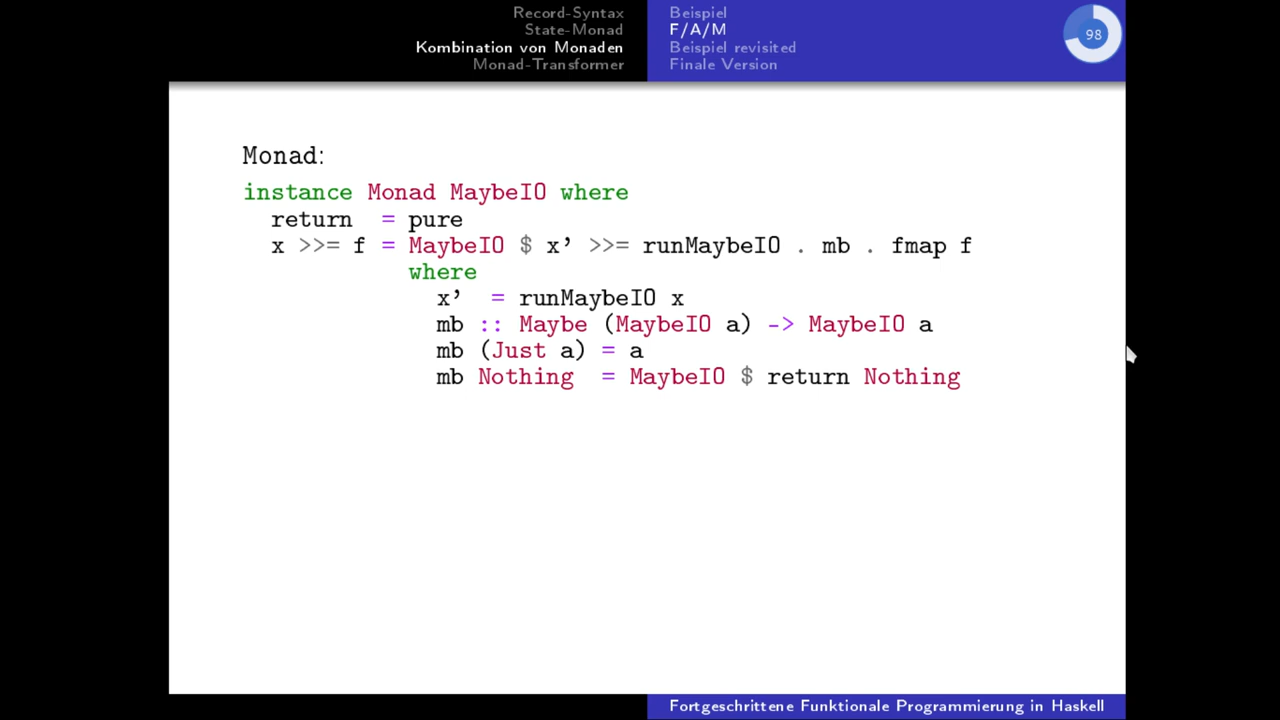 Record-Syntax
State-Monad
Kombination von Monaden
Monad-Transformer
Beispiel
F/A/M
Beispiel revisited
Finale Version
98
Monad:
instance Monad MaybeIO where
  return  = pure
  x >>= f = MaybeIO $ x’ >>= runMaybeIO . mb . fmap f
            where
              x’  = runMaybeIO x
              mb :: Maybe (MaybeIO a) -> MaybeIO a
              mb (Just a) = a
              mb Nothing  = MaybeIO $ return Nothing
Fortgeschrittene Funktionale Programmierung in Haskell